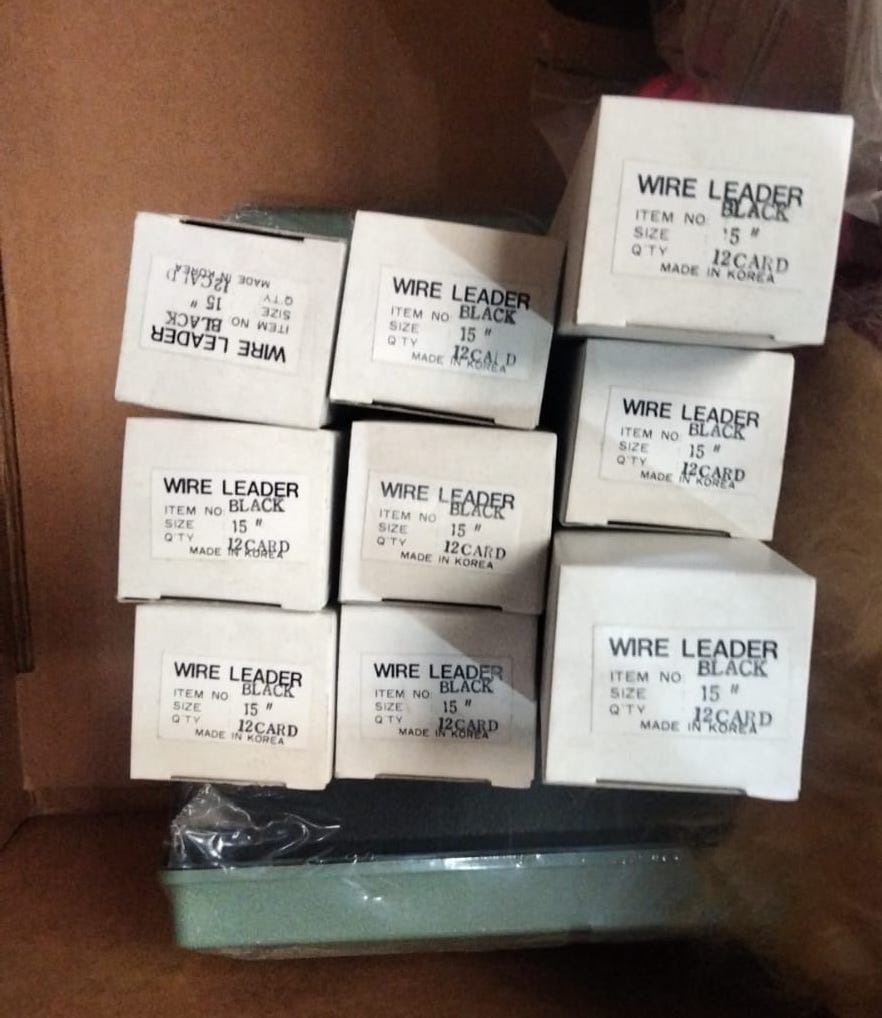 WIRE LEADER
ITEM NO. BLACK
SIZE 15 "
Q'TY 12CARD
MADE IN KOREA
WIRE LEADER
ITEM NO BLACK
SIZE 15 "
Q'TY 12CAL D
MADE IN KOREA
WIRE LEADER
ITEM NO BLACK
SIZE 15 "
Q'TY 12CAL D
MADE IN KOREA
WIRE LEADER
ITEM NO. BLACK
SIZE 15 "
Q'TY 12CARD
MADE IN KOREA
WIRE LEADER
ITEM NO. BLACK
SIZE 15 "
Q'TY 12CARD
MADE IN KOREA
WIRE LEADER
ITEM NO BLACK
SIZE 15 "
Q'TY 12CARD
MADE IN KOREA
WIRE LEADER
ITEM NO BLACK
SIZE 15 "
Q'TY 12CARD
MADE IN KOREA
WIRE LEADER
ITEM NO. BLACK
SIZE 15 "
Q'TY 12CARD
MADE IN KOREA
WIRE LEADER
ITEM NO. BLACK
SIZE 15 "
Q'TY 12CARD
MADE IN KOREA